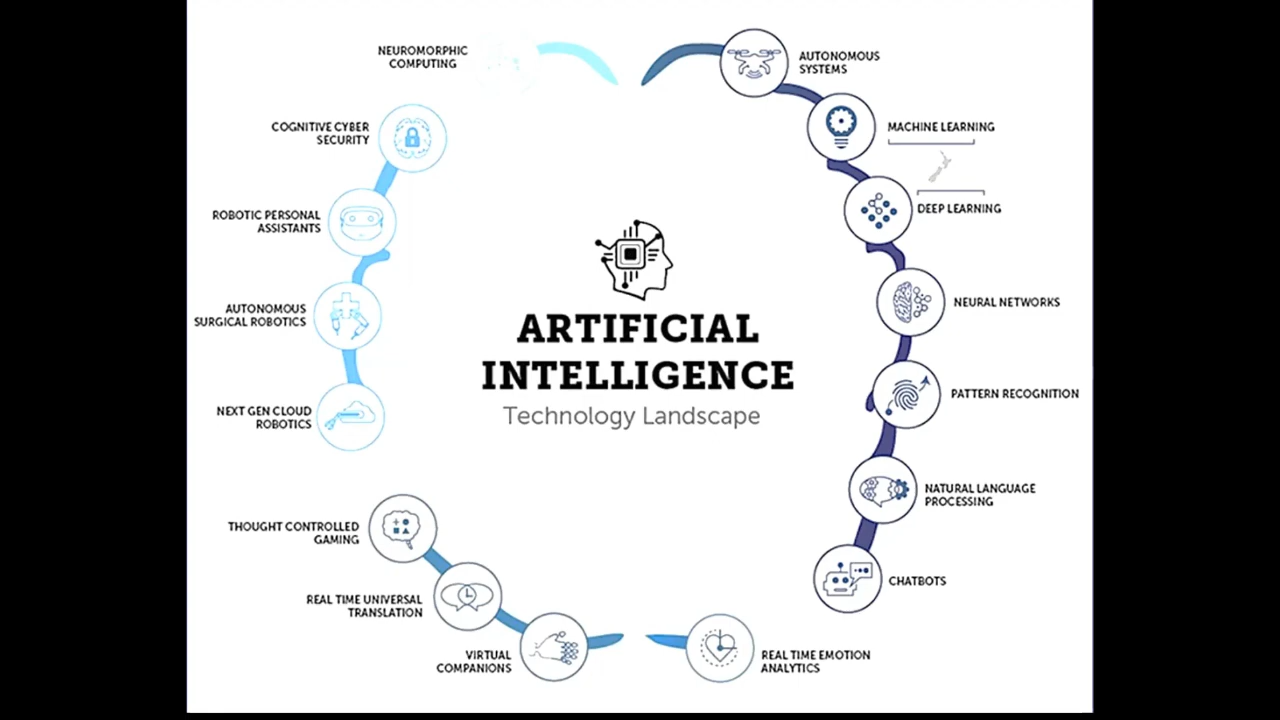 ARTIFICIAL
INTELLIGENCE
Technology Landscape
AUTONOMOUS
SYSTEMS
MACHINE LEARNING
DEEP LEARNING
NEURAL NETWORKS
PATTERN RECOGNITION
NATURAL LANGUAGE
PROCESSING
CHATBOTS
REAL TIME EMOTION
ANALYTICS
VIRTUAL
COMPANIONS
REAL TIME UNIVERSAL
TRANSLATION
THOUGHT CONTROLLED
GAMING
NEXT GEN CLOUD
ROBOTICS
AUTONOMOUS
SURGICAL ROBOTICS
ROBOTIC PERSONAL
ASSISTANTS
COGNITIVE CYBER
SECURITY
NEUROMORPHIC
COMPUTING